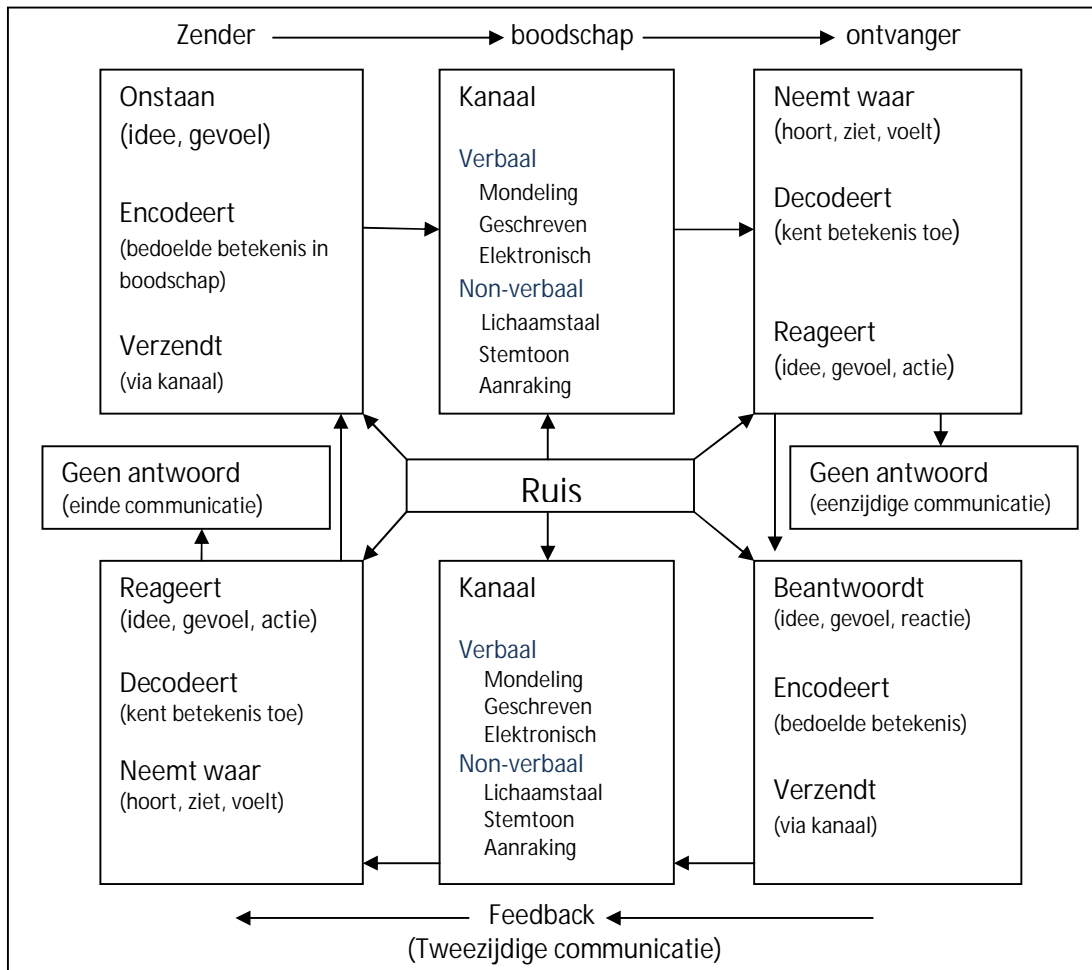 Zender boodschap ontvanger
Onstaan
(idee, gevoel)
Encodeert
(bedoelde betekenis in
boodschap)
Verzendt
(via kanaal)
Kanaal
Verbaal
Mondeling
Geschreven
Elektronisch
Non-verbaal
Lichaamstaal
Stemtoon
Aanraking
Neemt waar
(hoort, ziet, voelt)
Decodeert
(kent betekenis toe)
Reageert
(idee, gevoel, actie)
Geen antwoord
(einde communicatie)
Ruis
Geen antwoord
(eenzijdige communicatie)
Reageert
(idee, gevoel, actie)
Decodeert
(kent betekenis toe)
Neemt waar
(hoort, ziet, voelt)
Kanaal
Verbaal
Mondeling
Geschreven
Elektronisch
Non-verbaal
Lichaamstaal
Stemtoon
Aanraking
Beantwoordt
(idee, gevoel, reactie)
Encodeert
(bedoelde betekenis)
Verzendt
(via kanaal)
Feedback
(Tweezijdige communicatie)